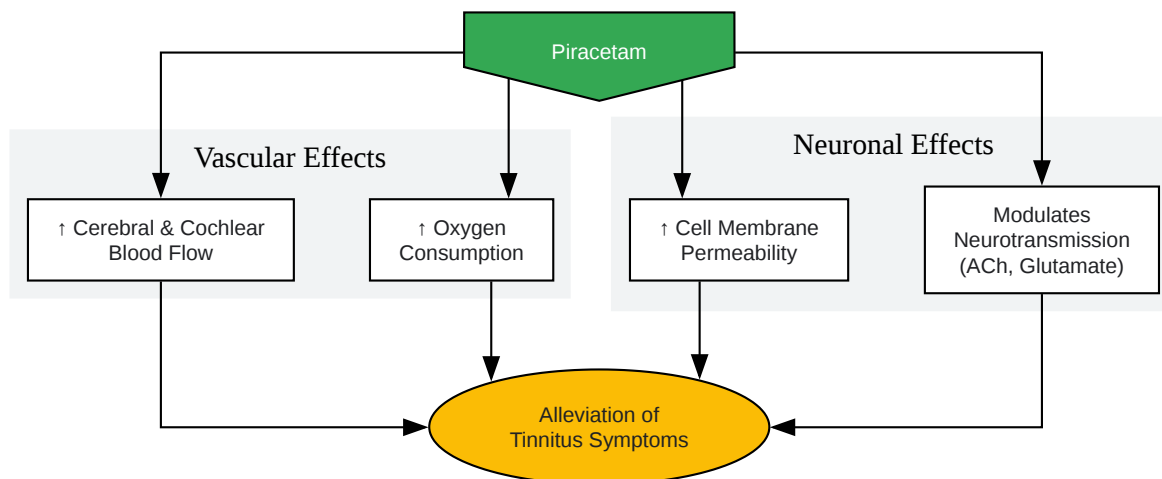 Piracetam
Vascular Effects
Neuronal Effects
↑ Cerebral & Cochlear
Blood Flow
↑ Oxygen
Consumption
↑ Cell Membrane
Permeability
Modulates
Neurotransmission
(ACh, Glutamate)
Alleviation of
Tinnitus Symptoms